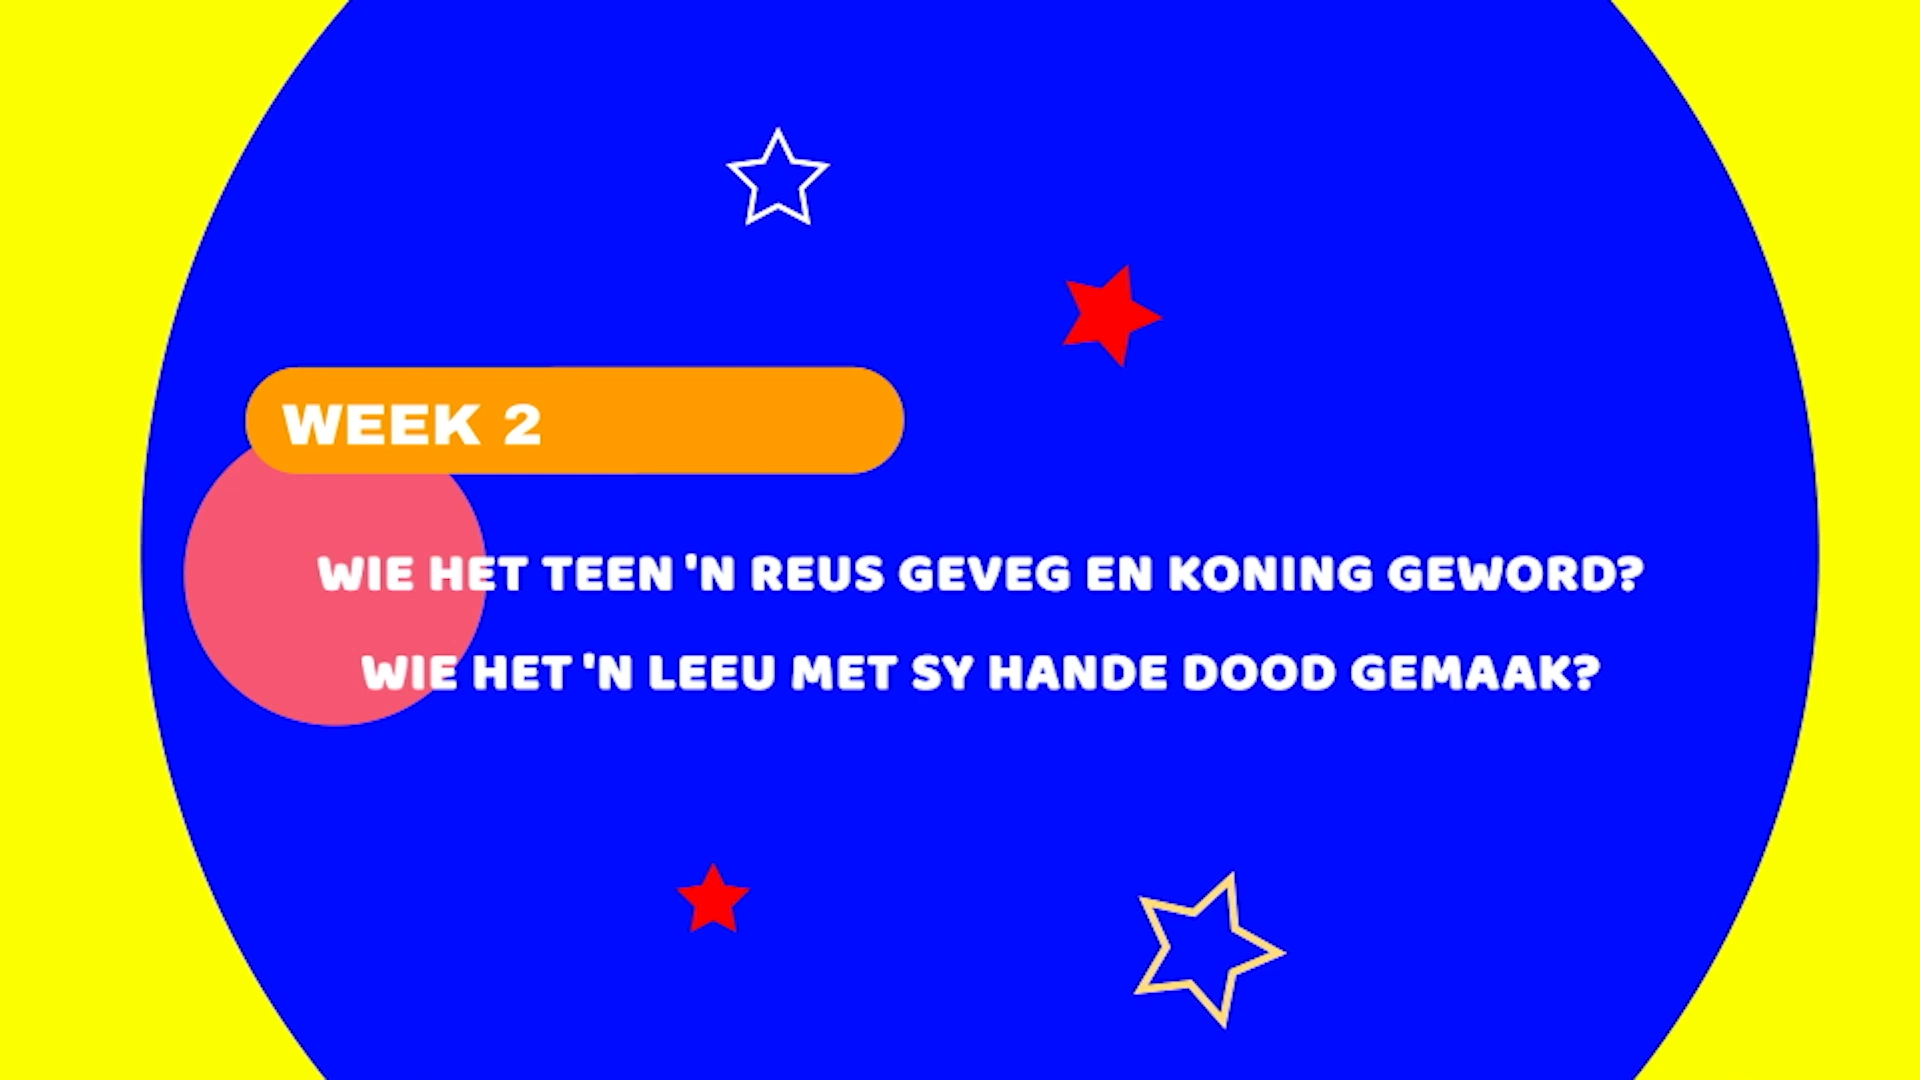 WEEK 2
WIE HET TEEN 'N REUS GEVEG EN KONING GEWORD?
WIE HET 'N LEEU MET SY HANDE DOOD GEMAAK?